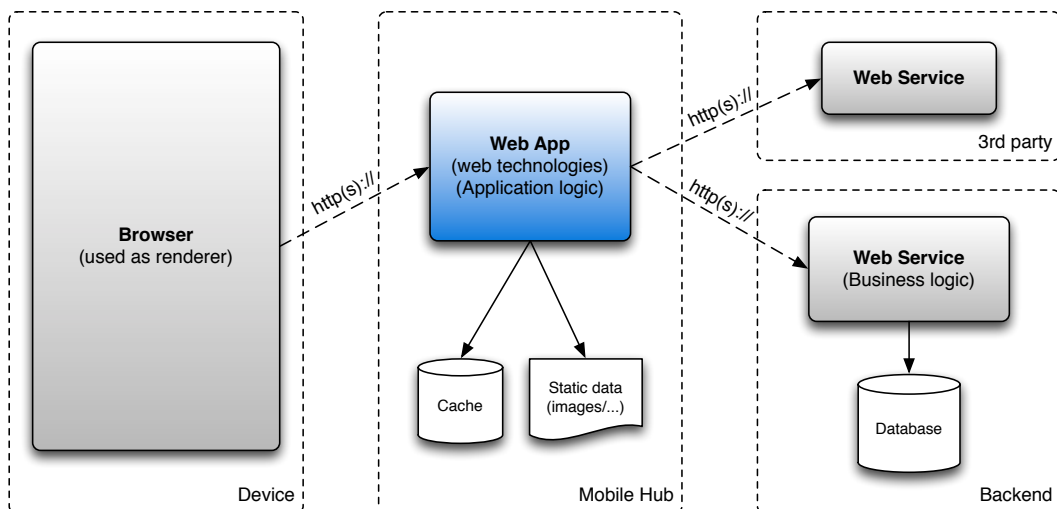 Browser
(used as renderer)
Device
http(s)://
Web App
(web technologies)
(Application logic)
Cache
Static data
(images/...)
Mobile Hub
http(s)://
http(s)://
Web Service
3rd party
Web Service
(Business logic)
Database
Backend